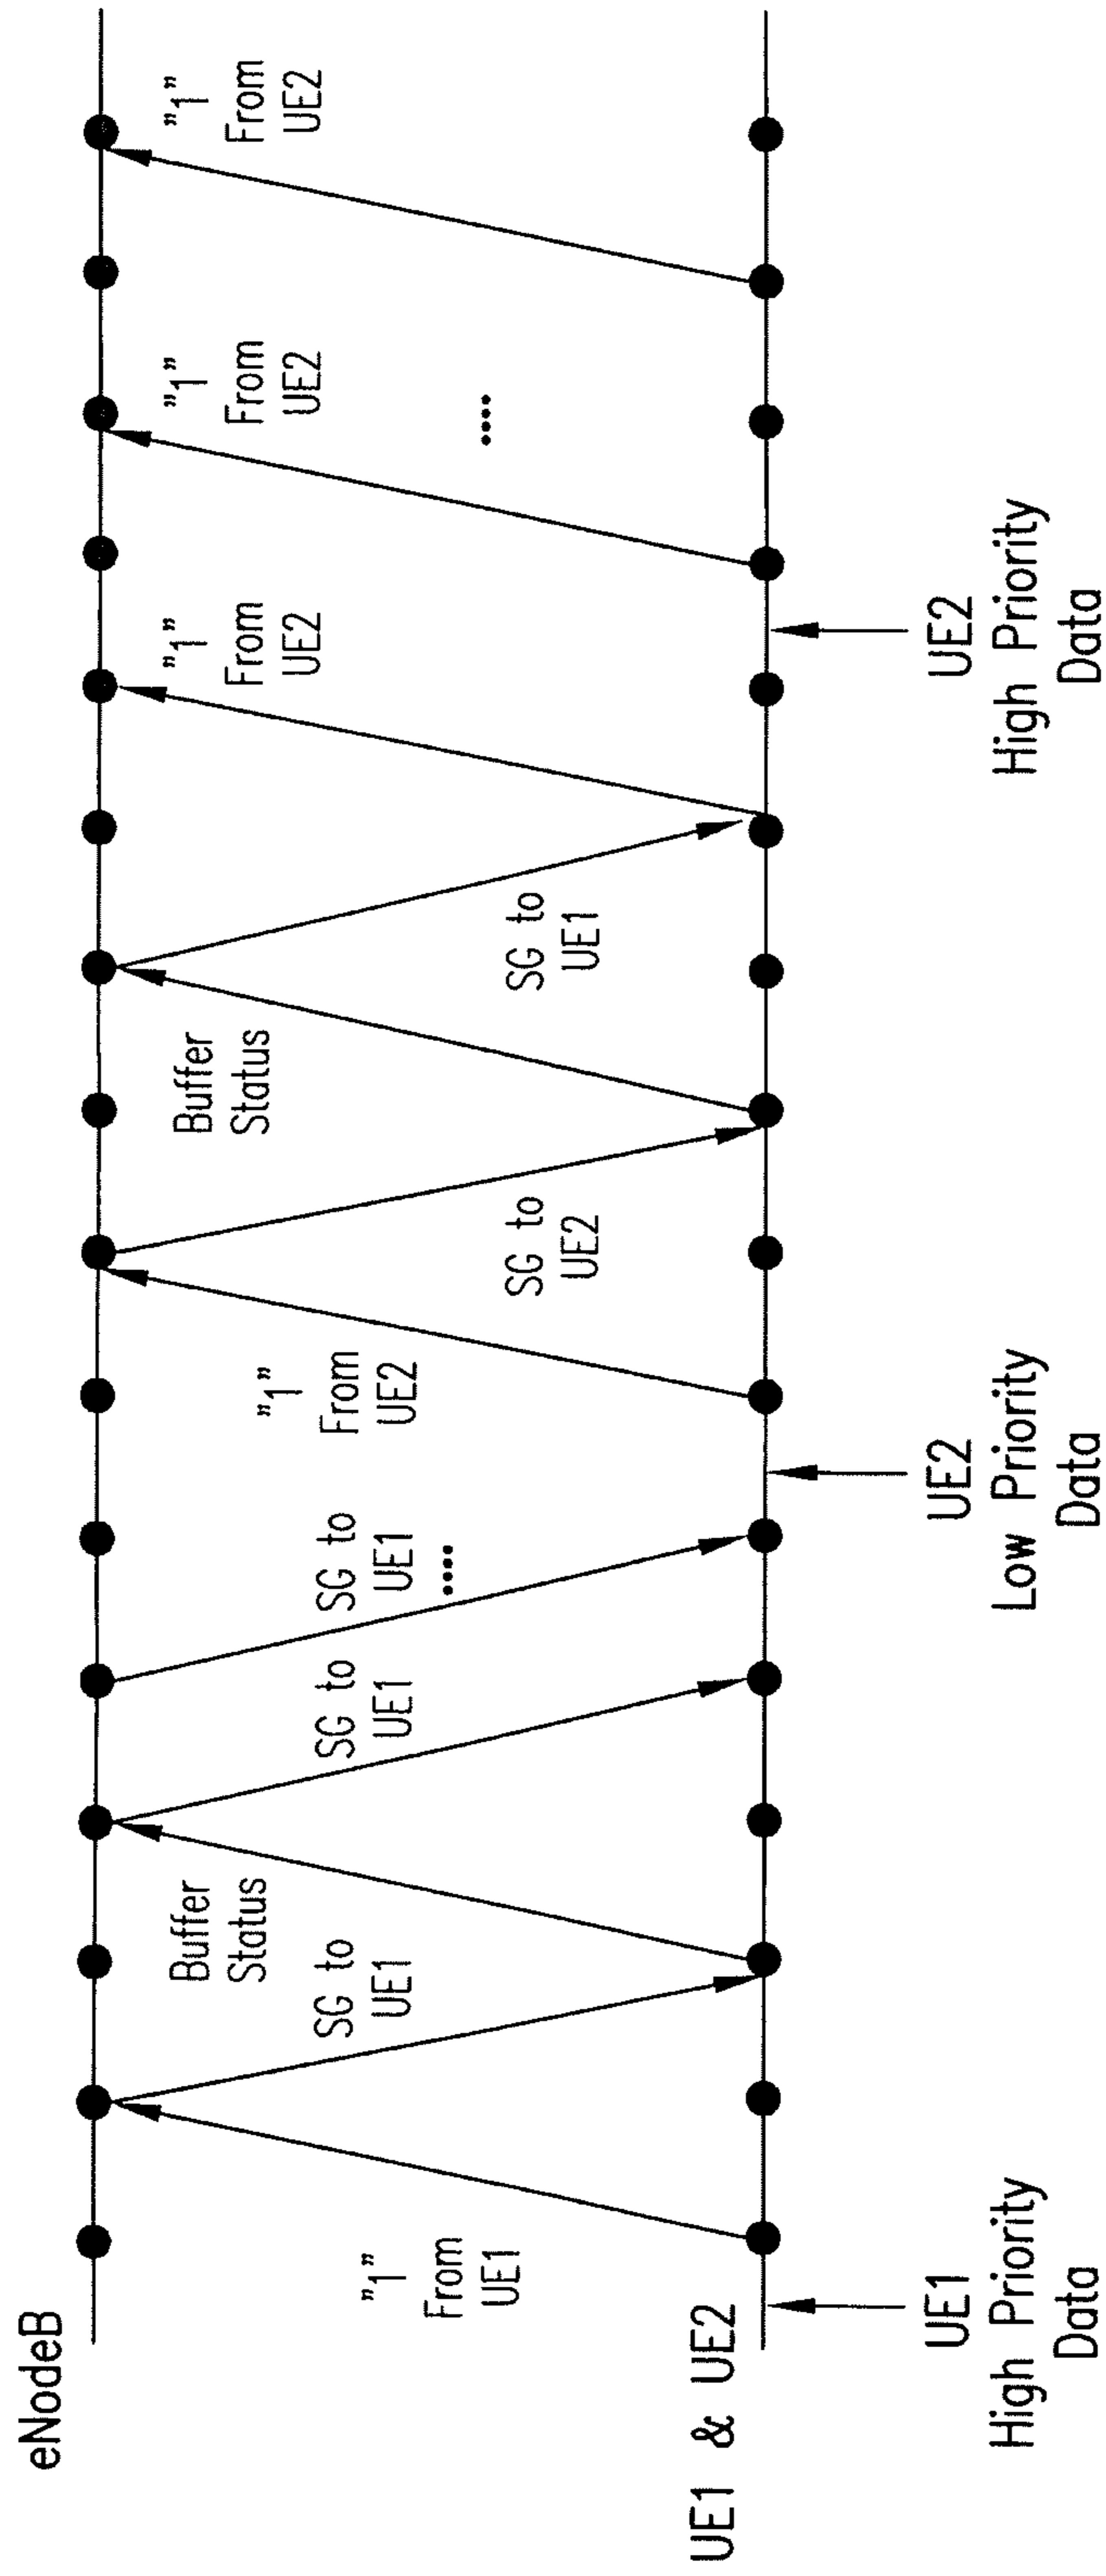 eNodeB
"1"
From
UE1
SG to
UE1
Buffer
Status
SG to
UE1
SG to
UE1
....
"1"
From
UE2
SG to
UE2
Buffer
Status
SG to
UE1
"1"
From
UE2
"1"
From
UE2
....
"1"
From
UE2
UE1 & UE2
UE1
High Priority
Data
UE2
Low Priority
Data
UE2
High Priority
Data